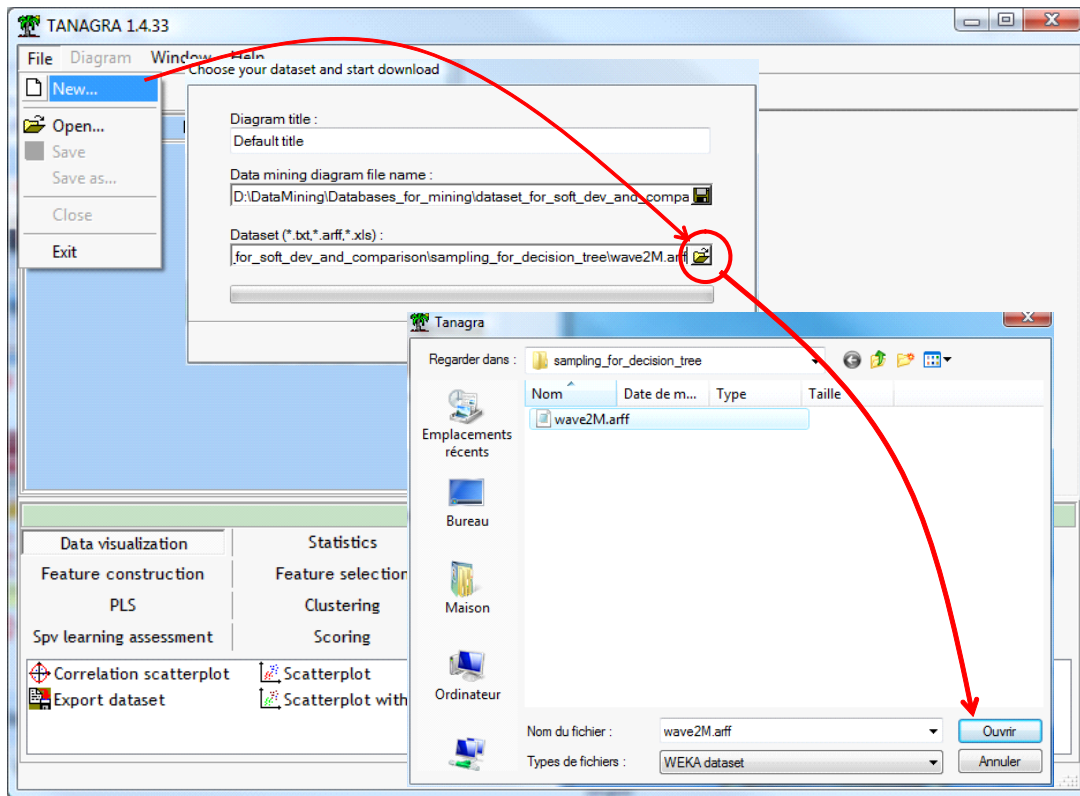 TANAGRA 1.4.33
File Diagram Window Help
New...
Open...
Save
Save as...
Close
Exit
Choose your dataset and start download
Diagram title :
Default title
Data mining diagram file name :
D:\DataMining\Databases_for_mining\dataset_for_soft_dev_and_compa
Dataset (*.txt,*.arff,*.xls) :
_for_soft_dev_and_comparison\sampling_for_decision_tree\wave2M.arff
Tanagra
Regarder dans :
sampling_for_decision_tree
Nom Date de m... Type Taille
wave2M.arff
Emplacements
récents
Bureau
Maison
Ordinateur
Nom du fichier :
wave2M.arff
Ouvrir
Types de fichiers :
WEKA dataset
Annuler
Data visualization Statistics
Feature construction Feature selection
PLS Clustering
Spv learning assessment Scoring
Correlation scatterplot Scatterplot
Export dataset Scatterplot with